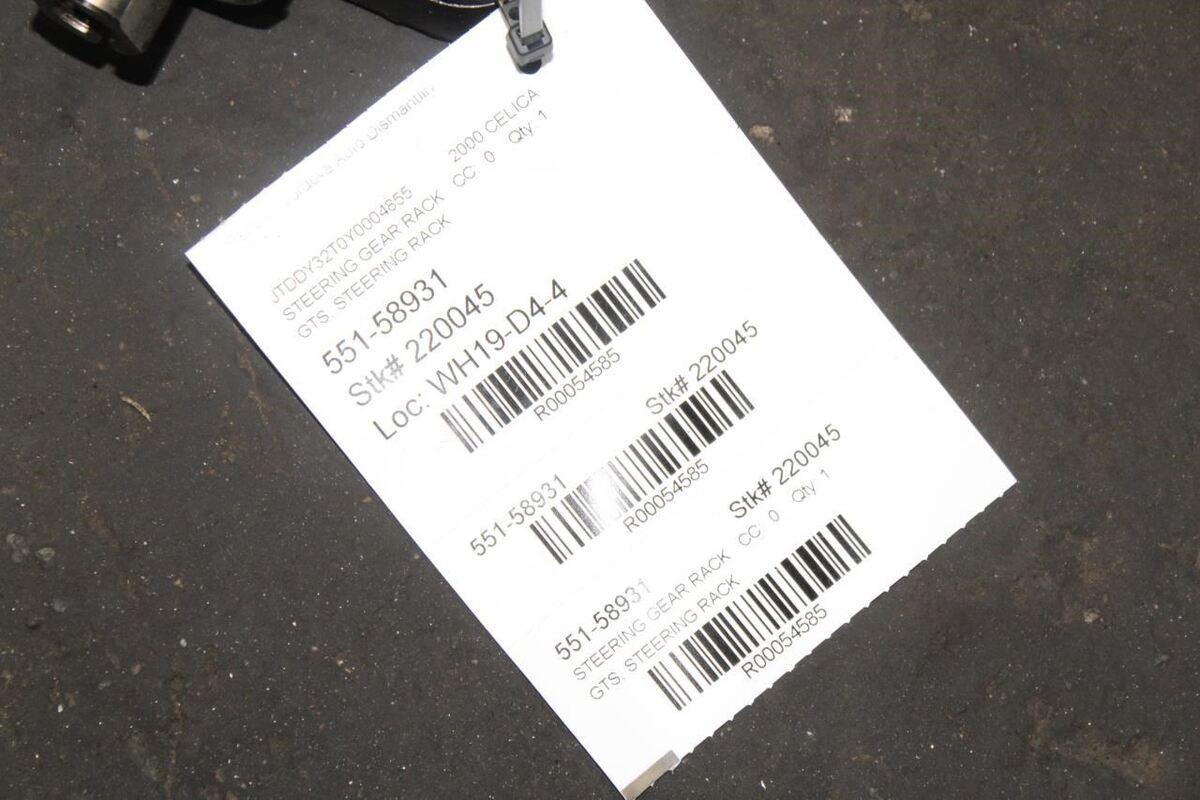 Auto Dismantlin
2000 CELICA
JTDDY32T0Y0004855
STEERING GEAR RACK CC: 0 Qty 1
GTS. STEERING RACK
551-58931
Stk# 220045
Loc: WH19-D4-4
R00054585
551-58931 Stk# 220045
R00054585
551-58931 Stk# 220045
STEERING GEAR RACK CC: 0 Qty 1
GTS. STEERING RACK
R00054585